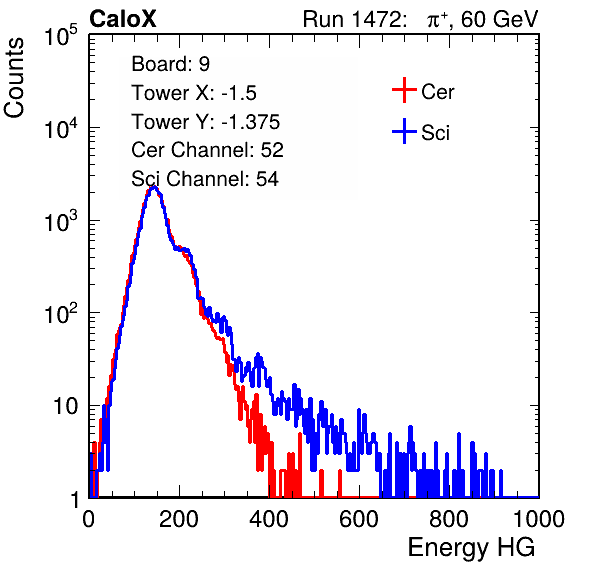 CaloX Run 1472: π⁺, 60 GeV
Counts
Board: 9
Tower X: -1.5
Tower Y: -1.375
Cer Channel: 52
Sci Channel: 54
Cer
Sci
10⁵
10⁴
10³
10²
10
1
0 200 400 600 800 1000
Energy HG